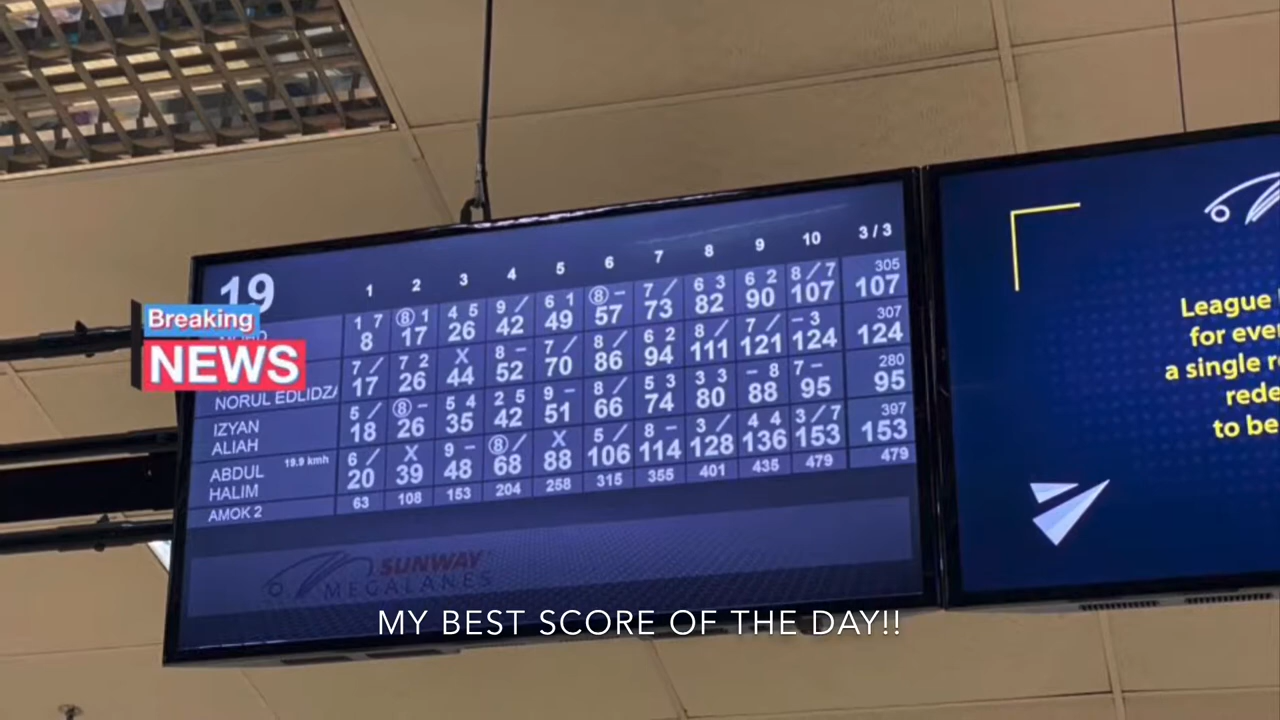 19
1 2 3 4 5 6 7 8 9 10 3 / 3
1 7 ⑧ 1 4 5 9 / 6 1 ⑧ - 7 / 6 3 6 2 8 / 7 305
8 17 26 42 49 57 73 82 90 107 107
7 / 7 2 X 8 - 7 / 8 / 6 2 8 / 7 / - 3 307
17 26 44 52 70 86 94 111 121 124 124
NORUL EDLIDZA
5 / ⑧ - 5 4 2 5 9 - 8 / 5 3 3 3 - 8 7 - 280
IZYAN
18 26 35 42 51 66 74 80 88 95 95
ALIAH
6 / X 9 - ⑧ / X 5 / 8 - 3 / 4 4 3 / 7 397
ABDUL 19.9 kmh
20 39 48 68 88 106 114 128 136 153 153
HALIM
AMOK 2 63 108 153 204 258 315 355 401 435 479 479
Breaking
NEWS
SUNWAY
MEGALANES
League
for eve
a single r
rede
to be
MY BEST SCORE OF THE DAY!!